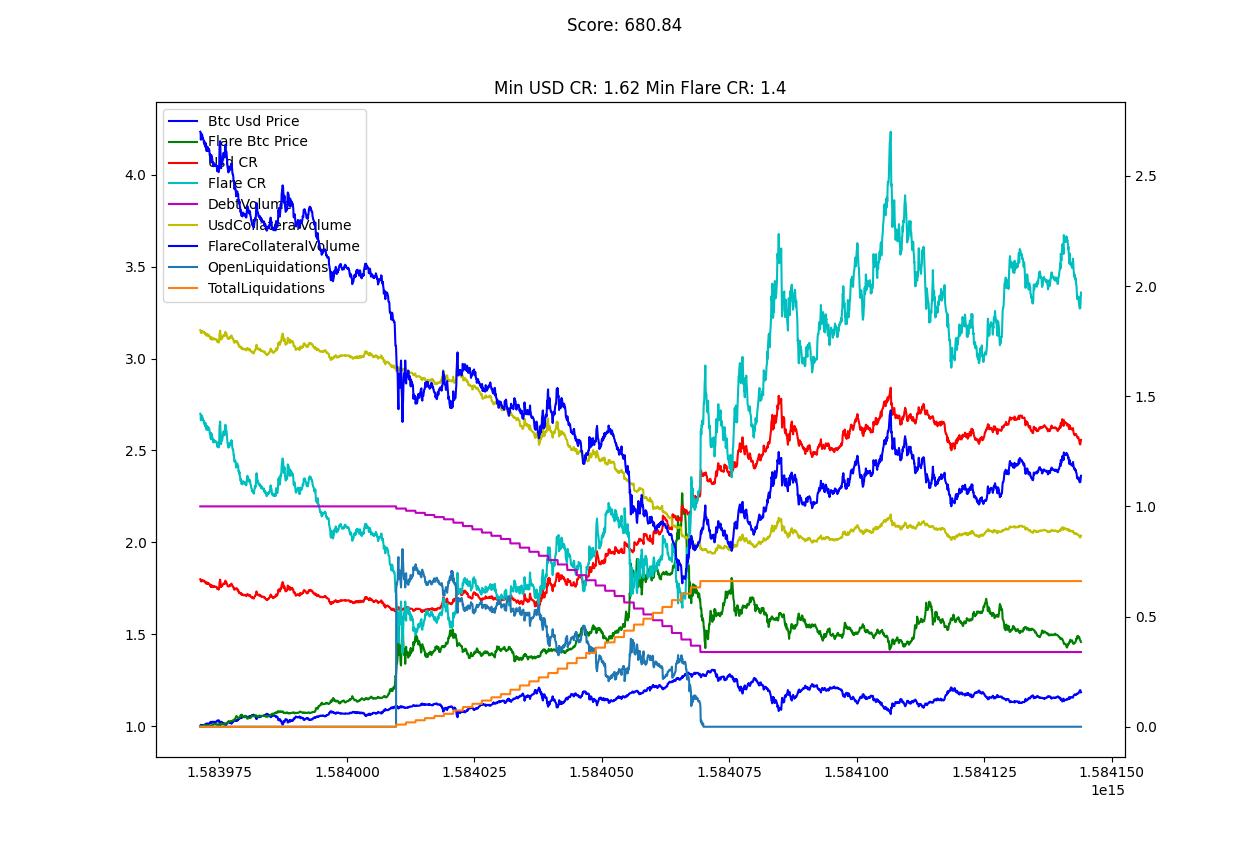 Score: 680.84
Min USD CR: 1.62 Min Flare CR: 1.4
Btc Usd Price
Flare Btc Price
Usd CR
Flare CR
DebtVolume
UsdCollateralVolume
FlareCollateralVolume
OpenLiquidations
TotalLiquidations
4.0
3.5
3.0
2.5
2.0
1.5
1.0
2.5
2.0
1.5
1.0
0.5
0.0
1.583975 1.584000 1.584025 1.584050 1.584075 1.584100 1.584125 1.584150
1e15